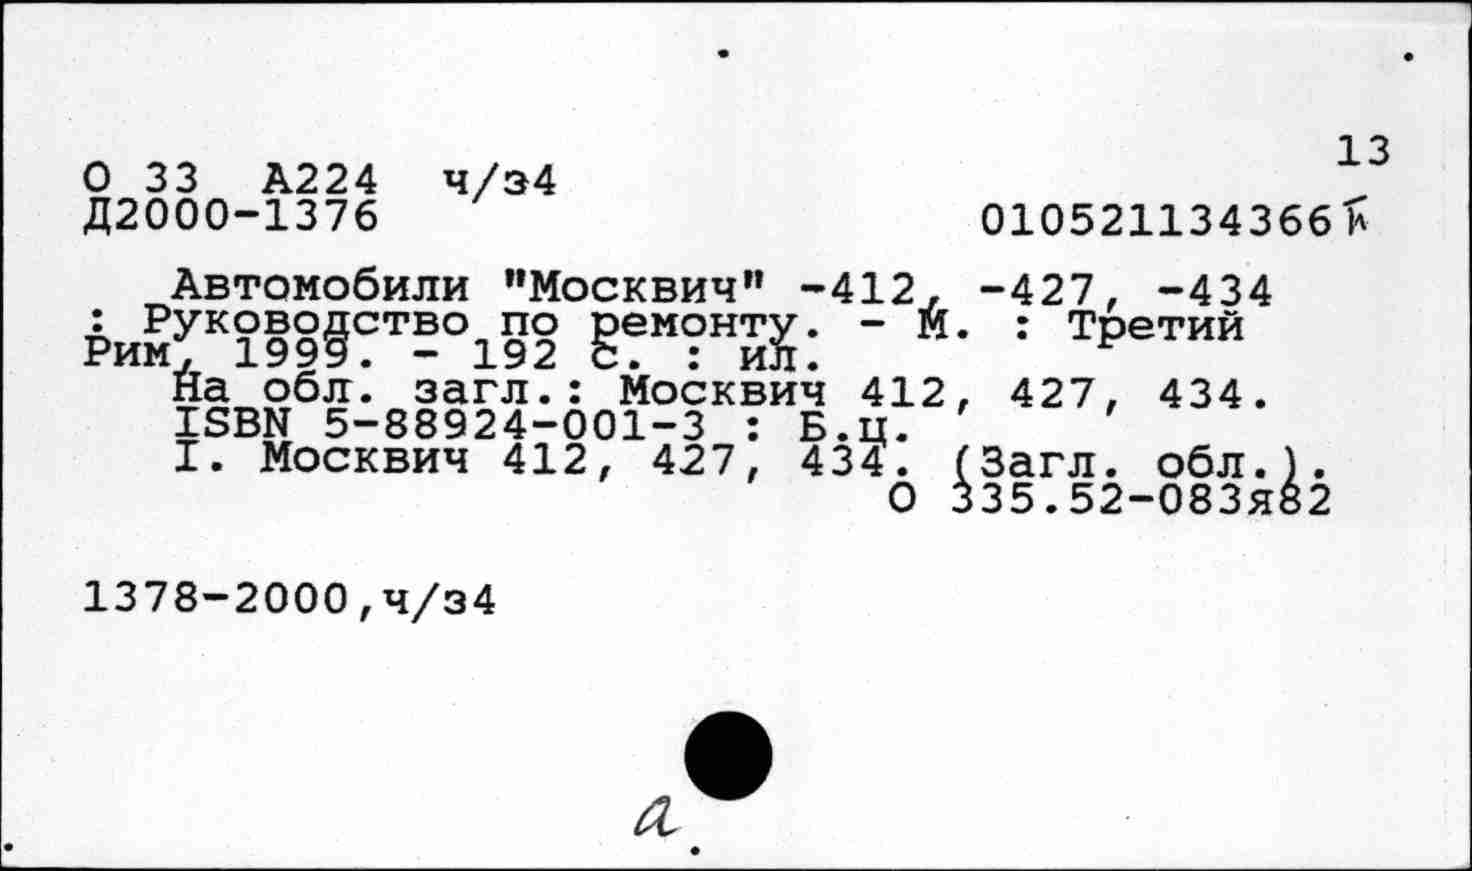 13
О 33 А224 ч/з4
Д2000-1376
010521134366
Автомобили "Москвич" -412, -427, -434
: Руководство по ремонту. - М. : Третий
Рим, 1999. - 192 с. : ил.
На обл. загл.: Москвич 412, 427, 434.
ISBN 5-88924-001-3 : Б.ц.
I. Москвич 412, 427, 434. (Загл. обл.).
О 335.52-083я82
1378-2000,ч/з4
а